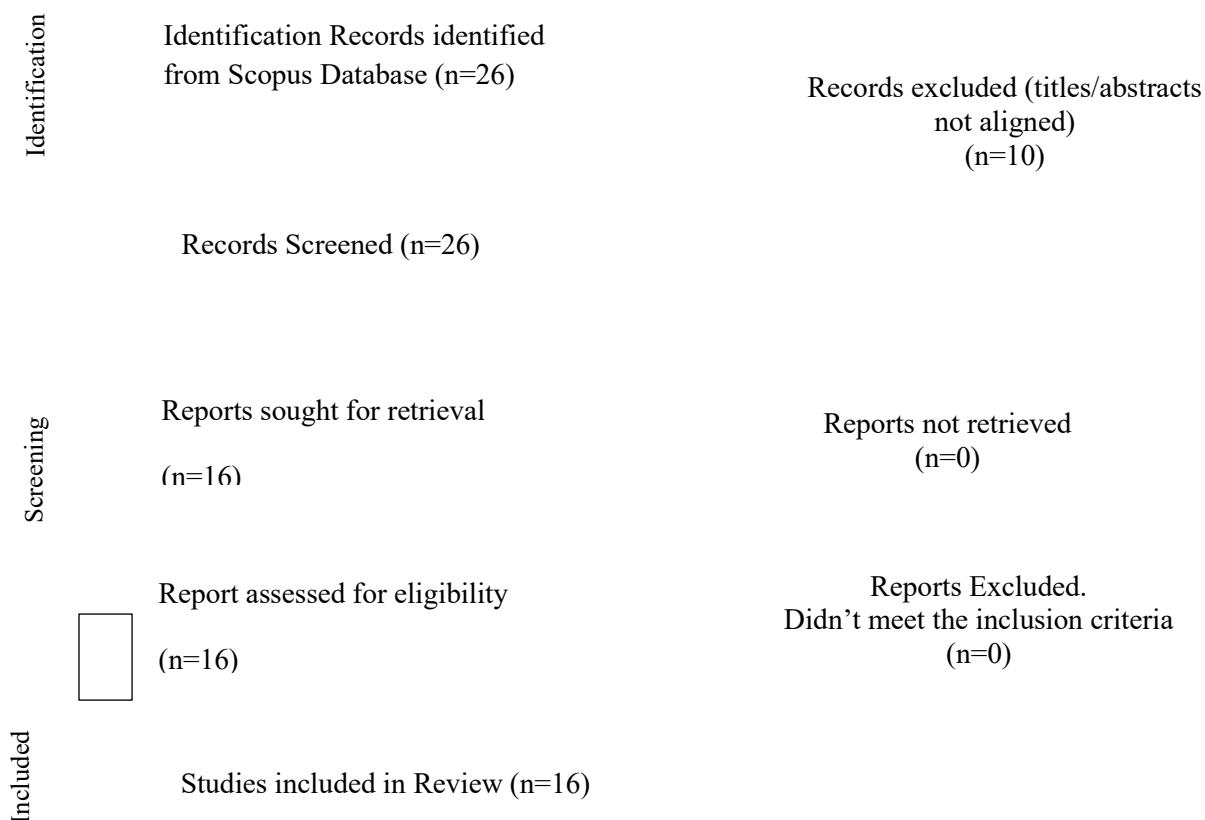 Identification
Identification Records identified
from Scopus Database (n=26)
Records excluded (titles/abstracts
not aligned)
(n=10)
Records Screened (n=26)
Screening
Reports sought for retrieval
(n=16)
Reports not retrieved
(n=0)
Report assessed for eligibility
(n=16)
Reports Excluded.
Didn’t meet the inclusion criteria
(n=0)
Included
Studies included in Review (n=16)